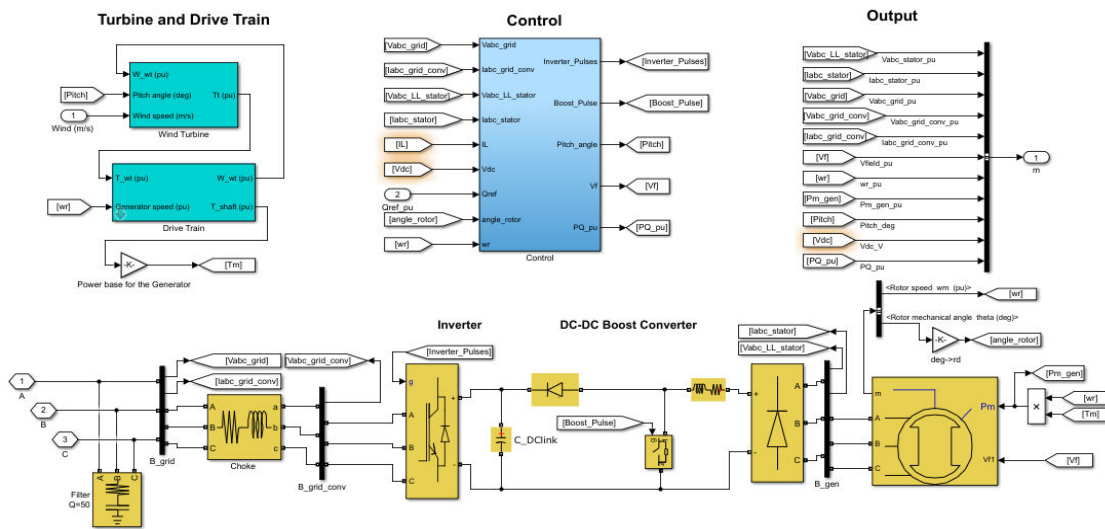 Turbine and Drive Train
W_wt (pu)
[Pitch]
Pitch angle (deg)
Tt (pu)
1
Wind speed (m/s)
Wind (m/s)
Wind Turbine
T_wt (pu)
W_wt (pu)
[wr]
Generator speed (pu)
T_shaft (pu)
Drive Train
-K-
[Tm]
Power base for the Generator
Control
[Vabc_grid]
Vabc_grid
[Iabc_grid_conv]
Iabc_grid_conv
[Vabc_LL_stator]
Vabc_LL_stator
[Iabc_stator]
Iabc_stator
[IL]
IL
[Vdc]
Vdc
2
Qref
Qref_pu
[angle_rotor]
angle_rotor
[wr]
wr
Inverter_Pulses
[Inverter_Pulses]
Boost_Pulse
[Boost_Pulse]
Pitch_angle
[Pitch]
Vf
[Vf]
PQ_pu
[PQ_pu]
Control
Output
[Vabc_LL_stator]
Vabc_stator_pu
[Iabc_stator]
Iabc_stator_pu
[Vabc_grid]
Vabc_grid_pu
[Vabc_grid_conv]
Vabc_grid_conv_pu
[Iabc_grid_conv]
Iabc_grid_conv_pu
[Vf]
Vfield_pu
[wr]
wr_pu
[Pm_gen]
Pm_gen_pu
[Pitch]
Pitch_deg
[Vdc]
Vdc_V
[PQ_pu]
PQ_pu
1
m
<Rotor speed wm (pu)>
[wr]
<Rotor mechanical angle theta (deg)>
-K-
[angle_rotor]
deg->rd
Inverter
DC-DC Boost Converter
[Vabc_grid]
[Vabc_grid_conv]
[Inverter_Pulses]
[Iabc_grid_conv]
[Iabc_stator]
[Vabc_LL_stator]
1
A
2
B
3
C
A
B
C
Filter
Q=50
B_grid
A
B
C
a
b
c
Choke
B_grid_conv
g
A
B
C
+
-
C_DClink
[Boost_Pulse]
g
+
-
A
B
C
B_gen
m
A
B
C
Pm
Vf1
[Pm_gen]
×
[wr]
[Tm]
[Vf]